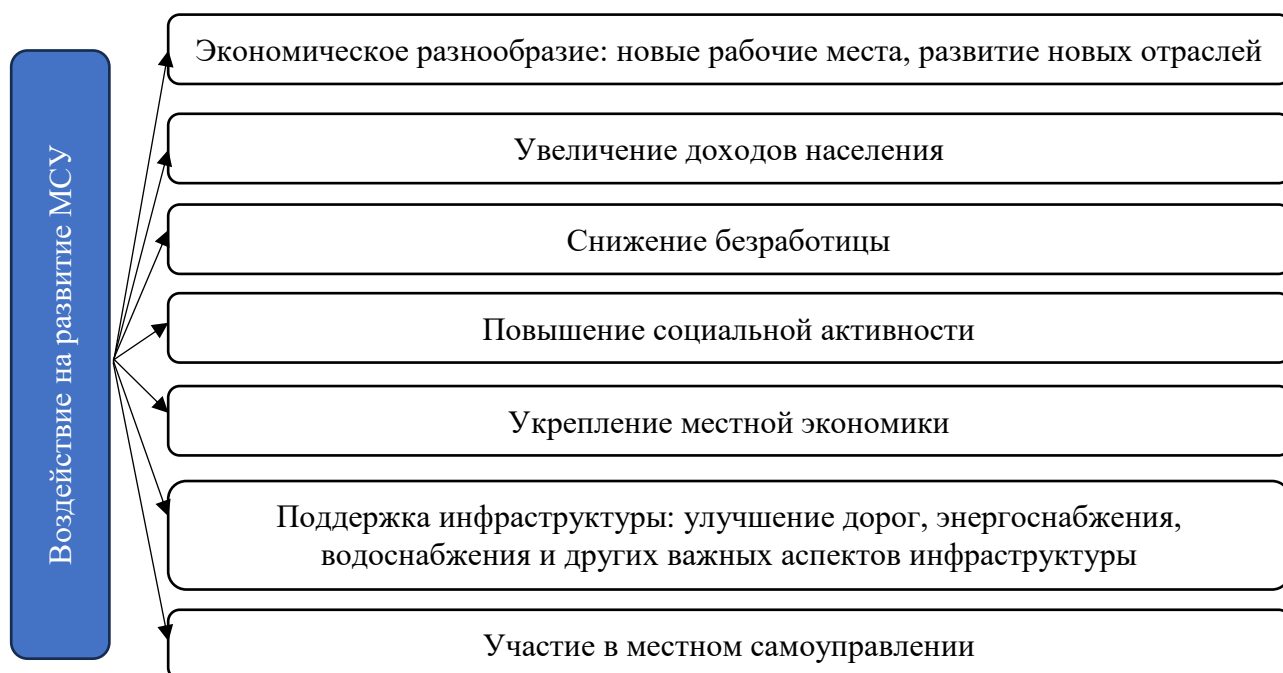 Воздействие на развитие МСУ
Экономическое разнообразие: новые рабочие места, развитие новых отраслей
Увеличение доходов населения
Снижение безработицы
Повышение социальной активности
Укрепление местной экономики
Поддержка инфраструктуры: улучшение дорог, энергоснабжения,
водоснабжения и других важных аспектов инфраструктуры
Участие в местном самоуправлении